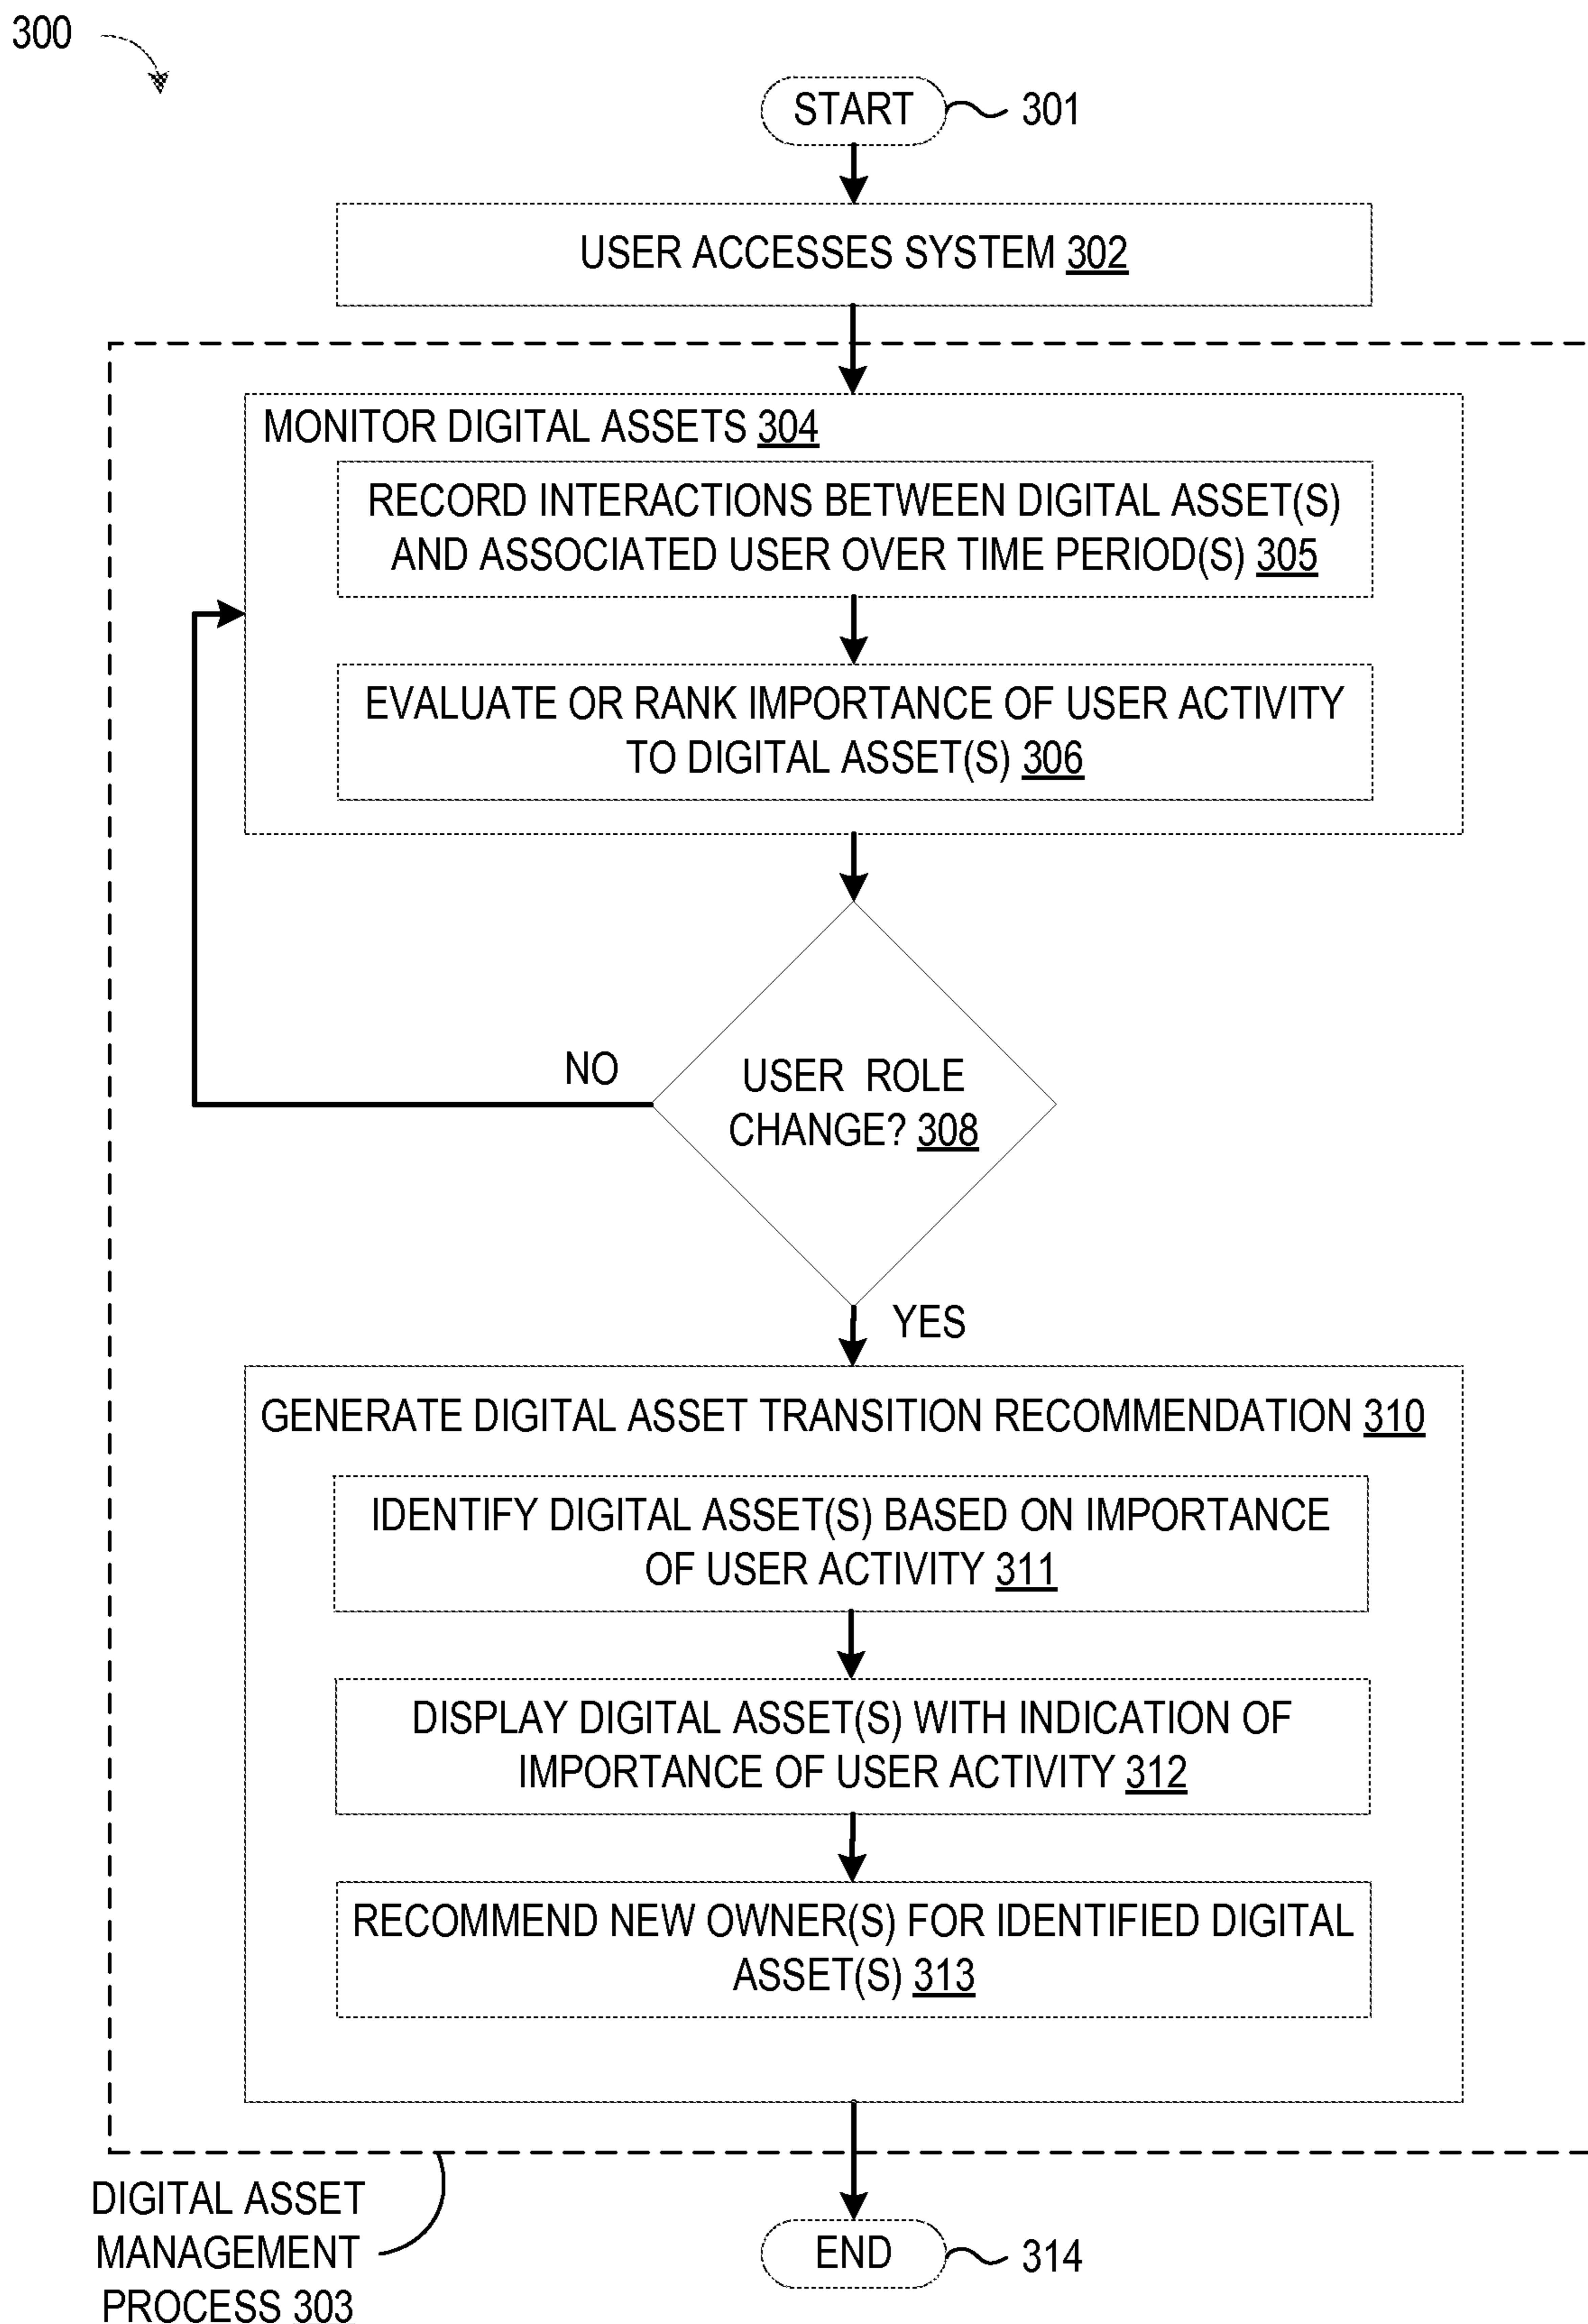 300
START
301
USER ACCESSES SYSTEM 302
MONITOR DIGITAL ASSETS 304
RECORD INTERACTIONS BETWEEN DIGITAL ASSET(S)
AND ASSOCIATED USER OVER TIME PERIOD(S) 305
EVALUATE OR RANK IMPORTANCE OF USER ACTIVITY
TO DIGITAL ASSET(S) 306
NO
USER ROLE
CHANGE? 308
YES
GENERATE DIGITAL ASSET TRANSITION RECOMMENDATION 310
IDENTIFY DIGITAL ASSET(S) BASED ON IMPORTANCE
OF USER ACTIVITY 311
DISPLAY DIGITAL ASSET(S) WITH INDICATION OF
IMPORTANCE OF USER ACTIVITY 312
RECOMMEND NEW OWNER(S) FOR IDENTIFIED DIGITAL
ASSET(S) 313
DIGITAL ASSET
MANAGEMENT
PROCESS 303
END
314